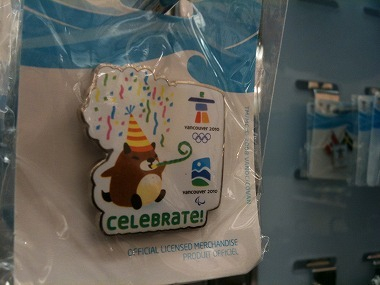 vancouver 2010
vancouver 2010
CELEBRATE!
OFFICIAL LICENSED MERCHANDISE
PRODUIT OFFICIEL